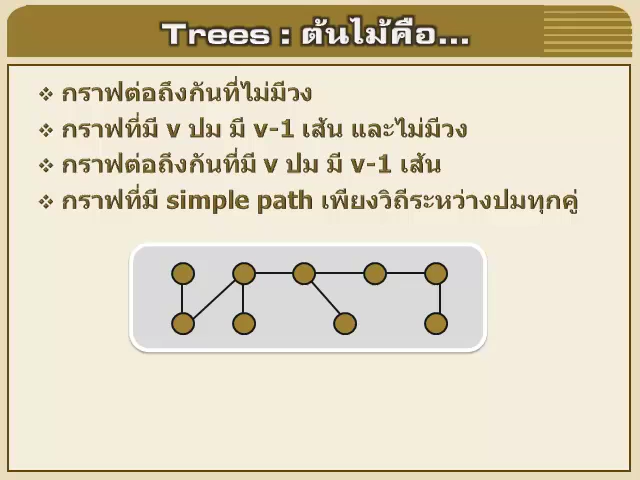 Trees : ต้นไม้คือ...
❖ กราฟต่อถึงกันที่ไม่มีวง
❖ กราฟที่มี v ปม มี v-1 เส้น และไม่มีวง
❖ กราฟต่อถึงกันที่มี v ปม มี v-1 เส้น
❖ กราฟที่มี simple path เพียงวิถีระหว่างปมทุกคู่